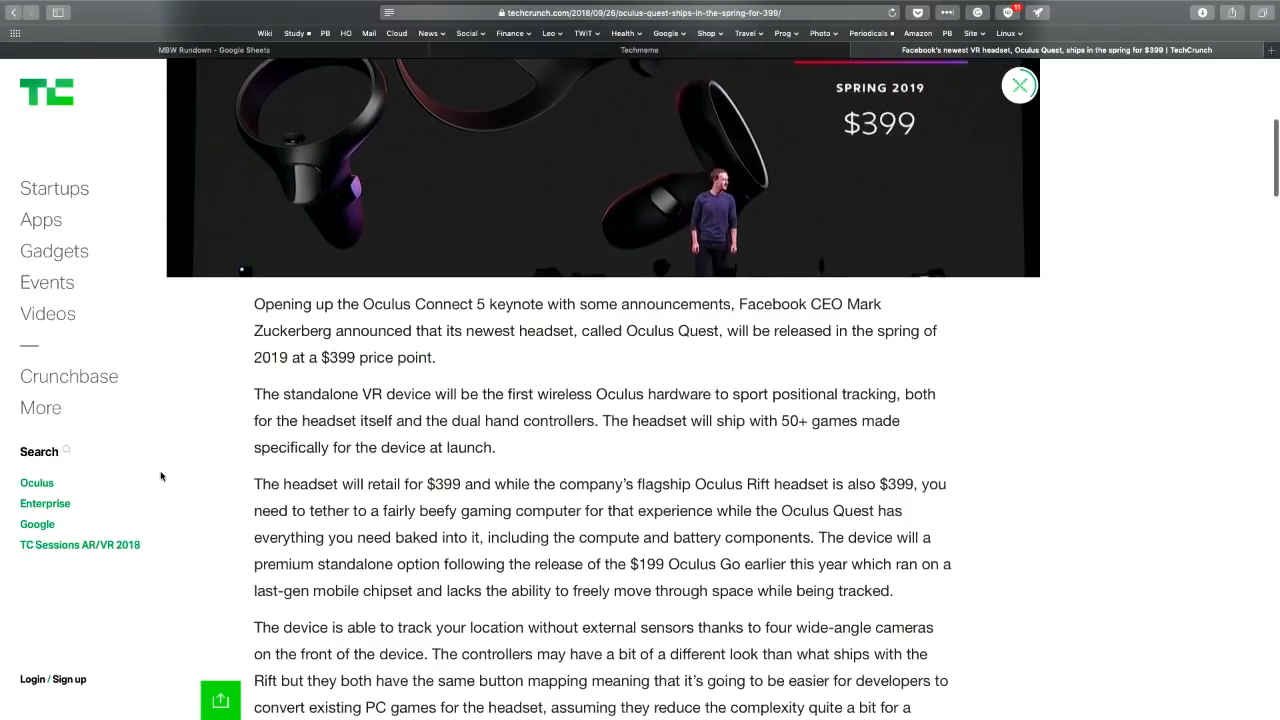 techcrunch.com/2018/09/26/oculus-quest-ships-in-the-spring-for-399/
11
Wiki Study PB HO Mail Cloud News Social Finance Leo TWiT Health Google Shop Travel Prog Photo Periodicals Amazon PB Site Linux
MBW Rundown - Google Sheets
Techmeme
Facebook's newest VR headset, Oculus Quest, ships in the spring for $399 | TechCrunch
TC
SPRING 2019
$399
Startups
Apps
Gadgets
Events
Videos
Crunchbase
More
Search
Oculus
Enterprise
Google
TC Sessions AR/VR 2018
Login / Sign up
Opening up the Oculus Connect 5 keynote with some announcements, Facebook CEO Mark
Zuckerberg announced that its newest headset, called Oculus Quest, will be released in the spring of
2019 at a $399 price point.
The standalone VR device will be the first wireless Oculus hardware to sport positional tracking, both
for the headset itself and the dual hand controllers. The headset will ship with 50+ games made
specifically for the device at launch.
The headset will retail for $399 and while the company's flagship Oculus Rift headset is also $399, you
need to tether to a fairly beefy gaming computer for that experience while the Oculus Quest has
everything you need baked into it, including the compute and battery components. The device will a
premium standalone option following the release of the $199 Oculus Go earlier this year which ran on a
last-gen mobile chipset and lacks the ability to freely move through space while being tracked.
The device is able to track your location without external sensors thanks to four wide-angle cameras
on the front of the device. The controllers may have a bit of a different look than what ships with the
Rift but they both have the same button mapping meaning that it's going to be easier for developers to
convert existing PC games for the headset, assuming they reduce the complexity quite a bit for a